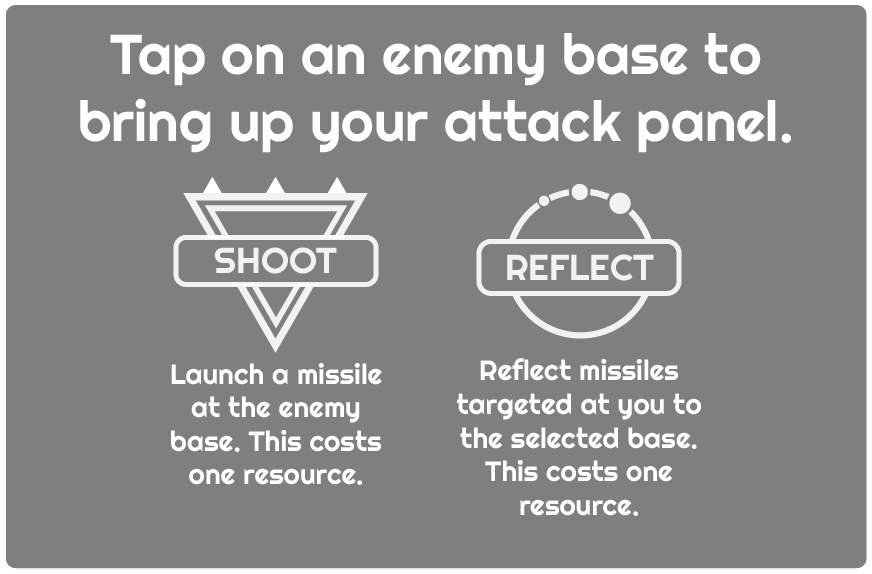 Tap on an enemy base to
bring up your attack panel.
SHOOT
Launch a missile
at the enemy
base. This costs
one resource.
REFLECT
Reflect missiles
targeted at you to
the selected base.
This costs one
resource.